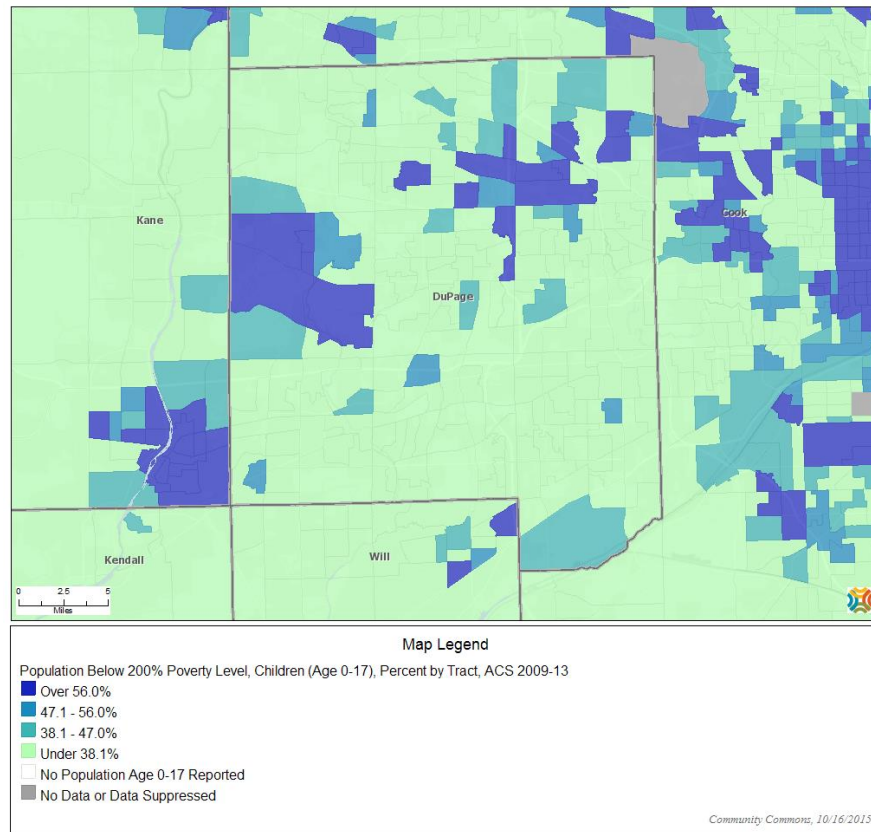 Kane
Cook
DuPage
Kendall
Will
0 2.5 5
Miles
Map Legend
Population Below 200% Poverty Level, Children (Age 0-17), Percent by Tract, ACS 2009-13
Over 56.0%
47.1 - 56.0%
38.1 - 47.0%
Under 38.1%
No Population Age 0-17 Reported
No Data or Data Suppressed
Community Commons, 10/16/2015